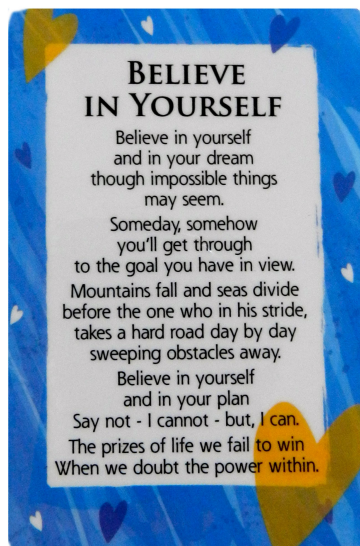 BELIEVE
IN YOURSELF
Believe in yourself
and in your dream
though impossible things
may seem.
Someday, somehow
you'll get through
to the goal you have in view.
Mountains fall and seas divide
before the one who in his stride,
takes a hard road day by day
sweeping obstacles away.
Believe in yourself
and in your plan
Say not - I cannot - but, I can.
The prizes of life we fail to win
When we doubt the power within.